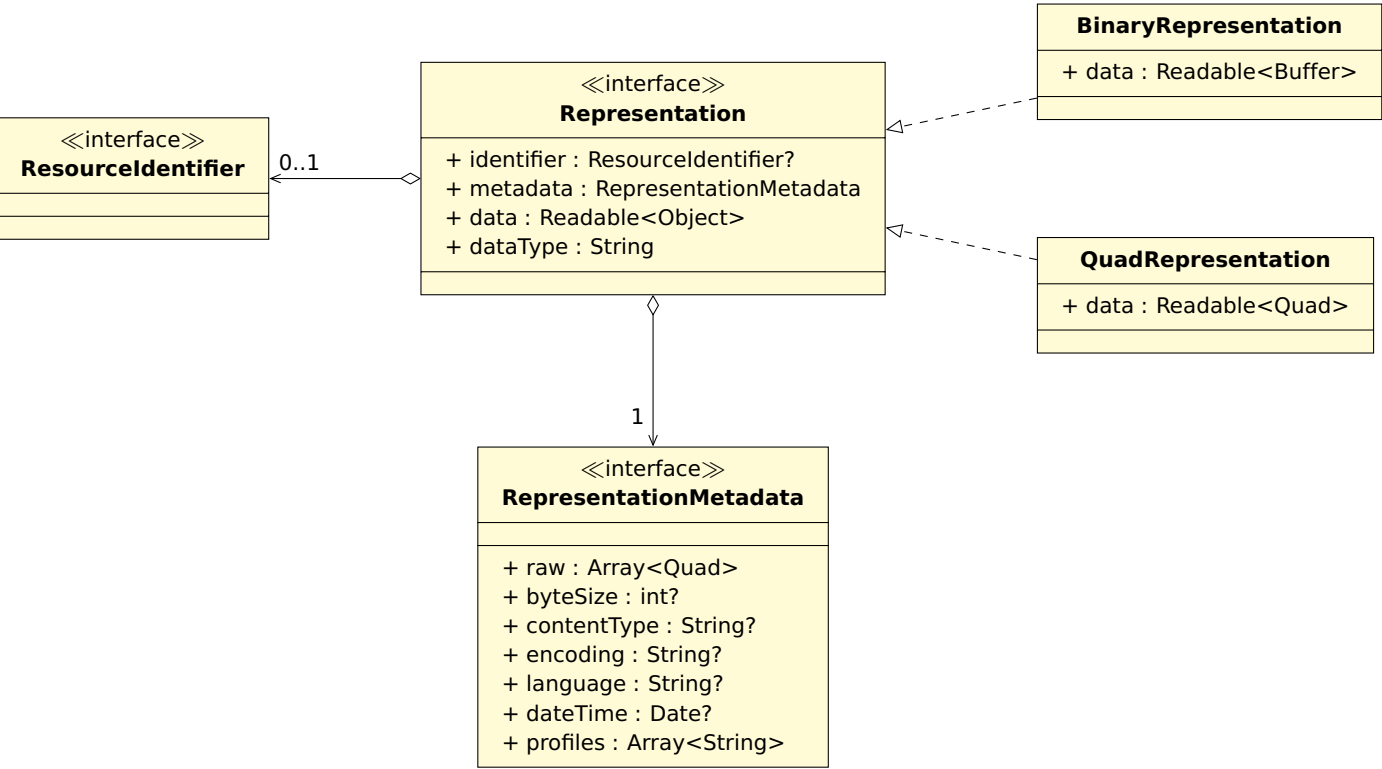 ≪interface≫
ResourceIdentifier
0..1
≪interface≫
Representation
+ identifier : ResourceIdentifier?
+ metadata : RepresentationMetadata
+ data : Readable<Object>
+ dataType : String
BinaryRepresentation
+ data : Readable<Buffer>
QuadRepresentation
+ data : Readable<Quad>
1
≪interface≫
RepresentationMetadata
+ raw : Array<Quad>
+ byteSize : int?
+ contentType : String?
+ encoding : String?
+ language : String?
+ dateTime : Date?
+ profiles : Array<String>